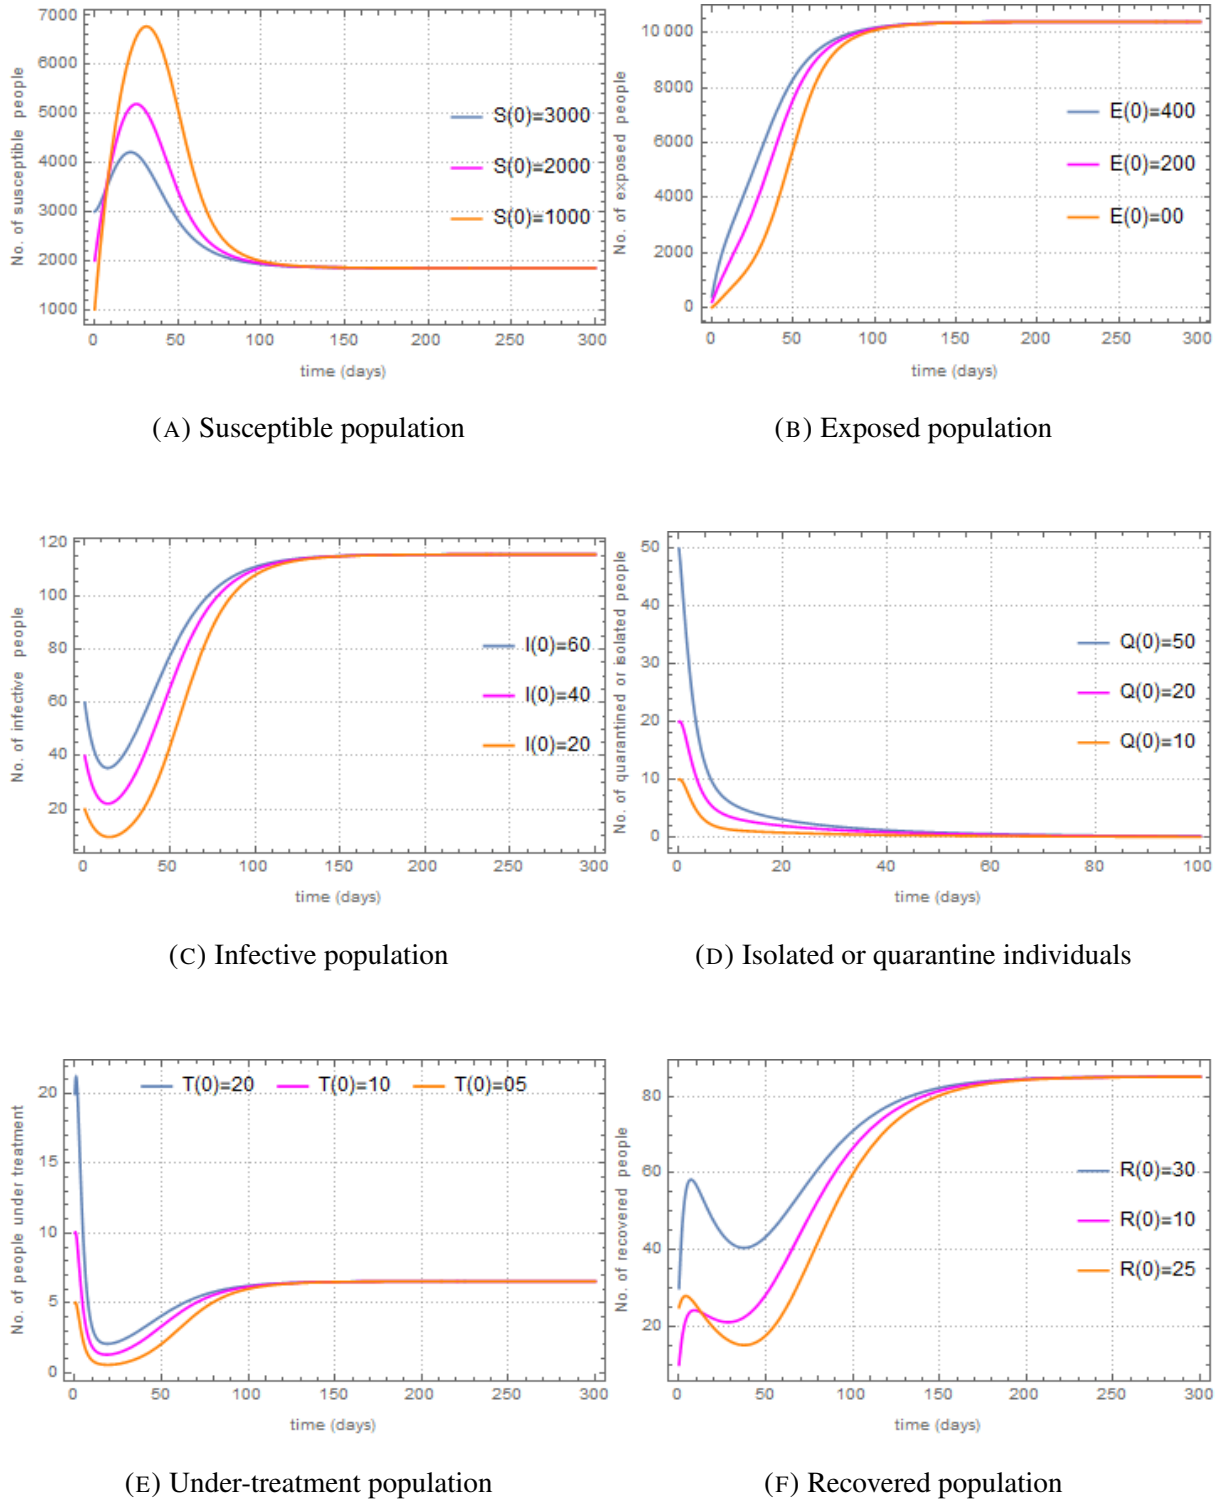 7000
6000
5000
4000
3000
2000
1000
No. of susceptible people
S(0)=3000
S(0)=2000
S(0)=1000
0 50 100 150 200 250 300
time (days)
(A) Susceptible population
10 000
8000
6000
4000
2000
0
No. of exposed people
E(0)=400
E(0)=200
E(0)=00
0 50 100 150 200 250 300
time (days)
(B) Exposed population
120
100
80
60
40
20
No. of infective people
I(0)=60
I(0)=40
I(0)=20
0 50 100 150 200 250 300
time (days)
(C) Infective population
50
40
30
20
10
0
No. of quarantined or isolated people
Q(0)=50
Q(0)=20
Q(0)=10
0 20 40 60 80 100
time (days)
(D) Isolated or quarantine individuals
20
15
10
5
0
No. of people under treatment
T(0)=20 T(0)=10 T(0)=05
0 50 100 150 200 250 300
time (days)
(E) Under-treatment population
80
60
40
20
No. of recovered people
R(0)=30
R(0)=10
R(0)=25
0 50 100 150 200 250 300
time (days)
(F) Recovered population